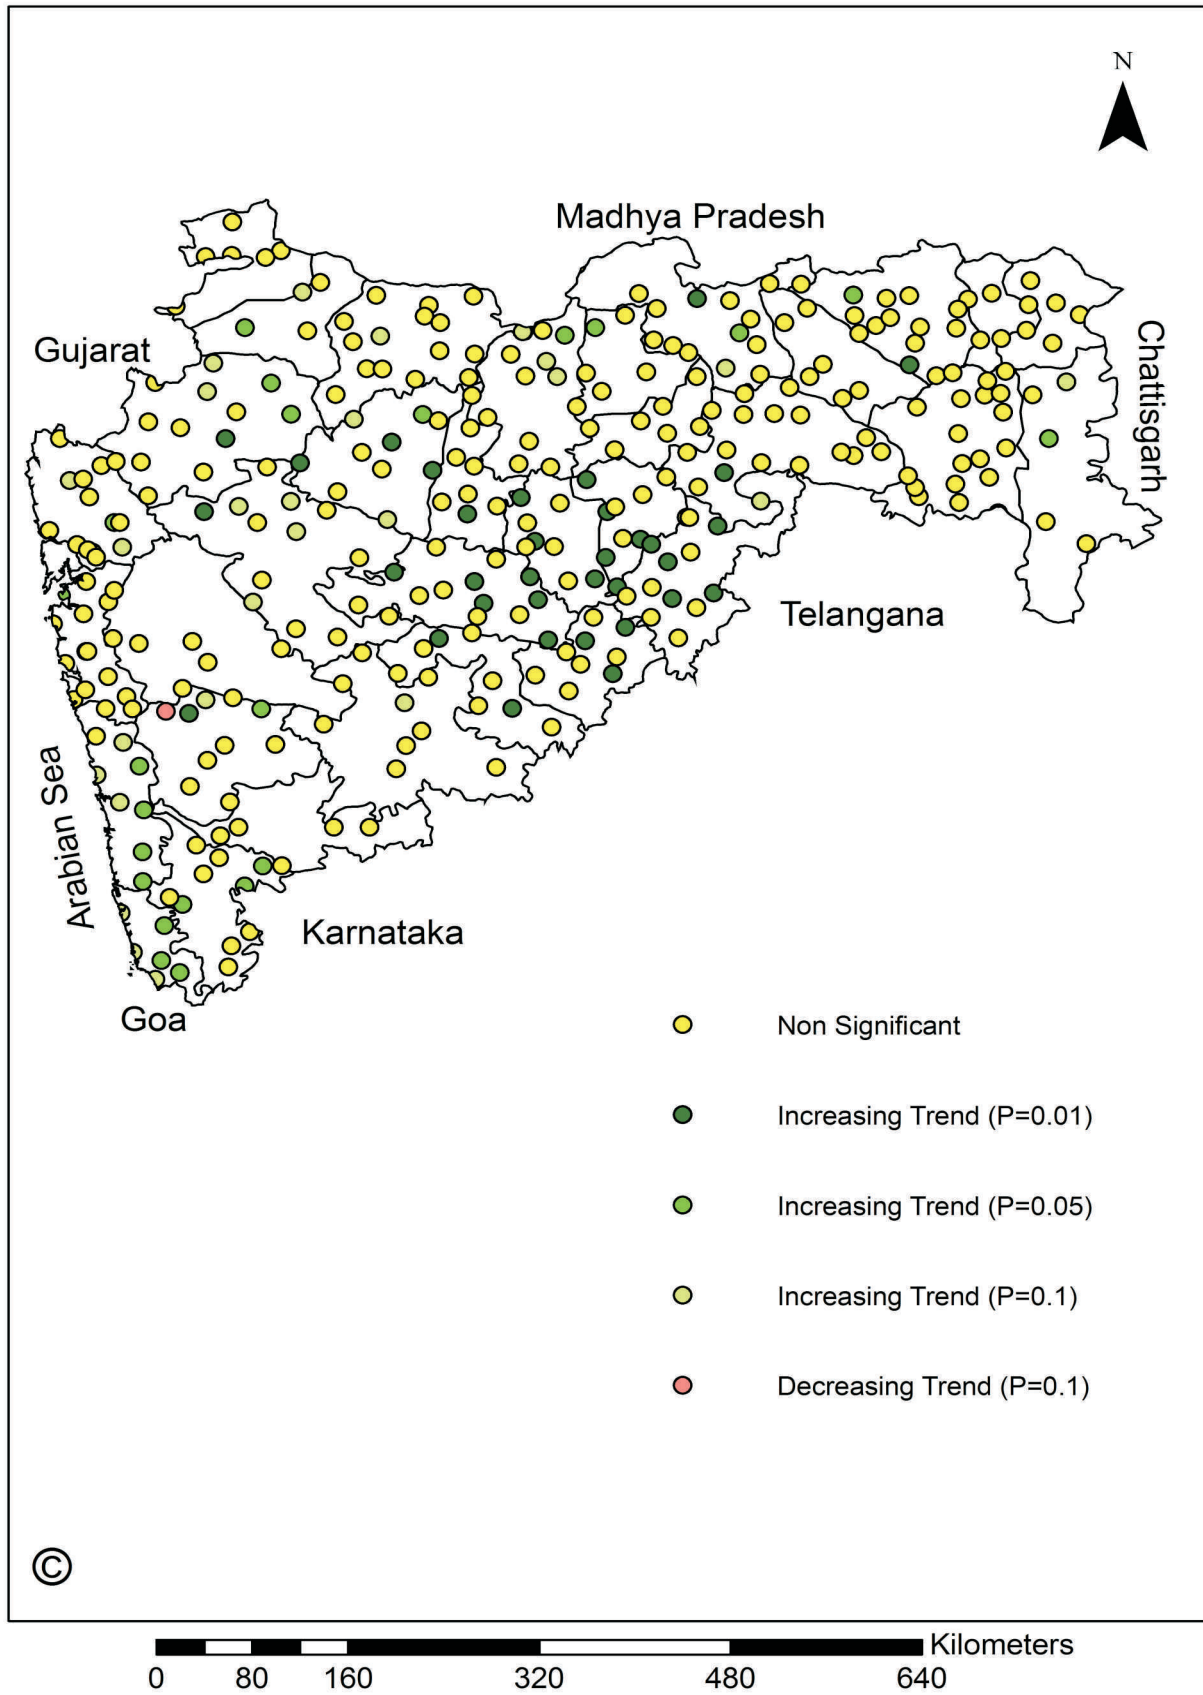 N
Madhya Pradesh
Gujarat
Chattisgarh
Telangana
Arabian Sea
Karnataka
Goa
Non Significant
Increasing Trend (P=0.01)
Increasing Trend (P=0.05)
Increasing Trend (P=0.1)
Decreasing Trend (P=0.1)
©
Kilometers
0 80 160 320 480 640